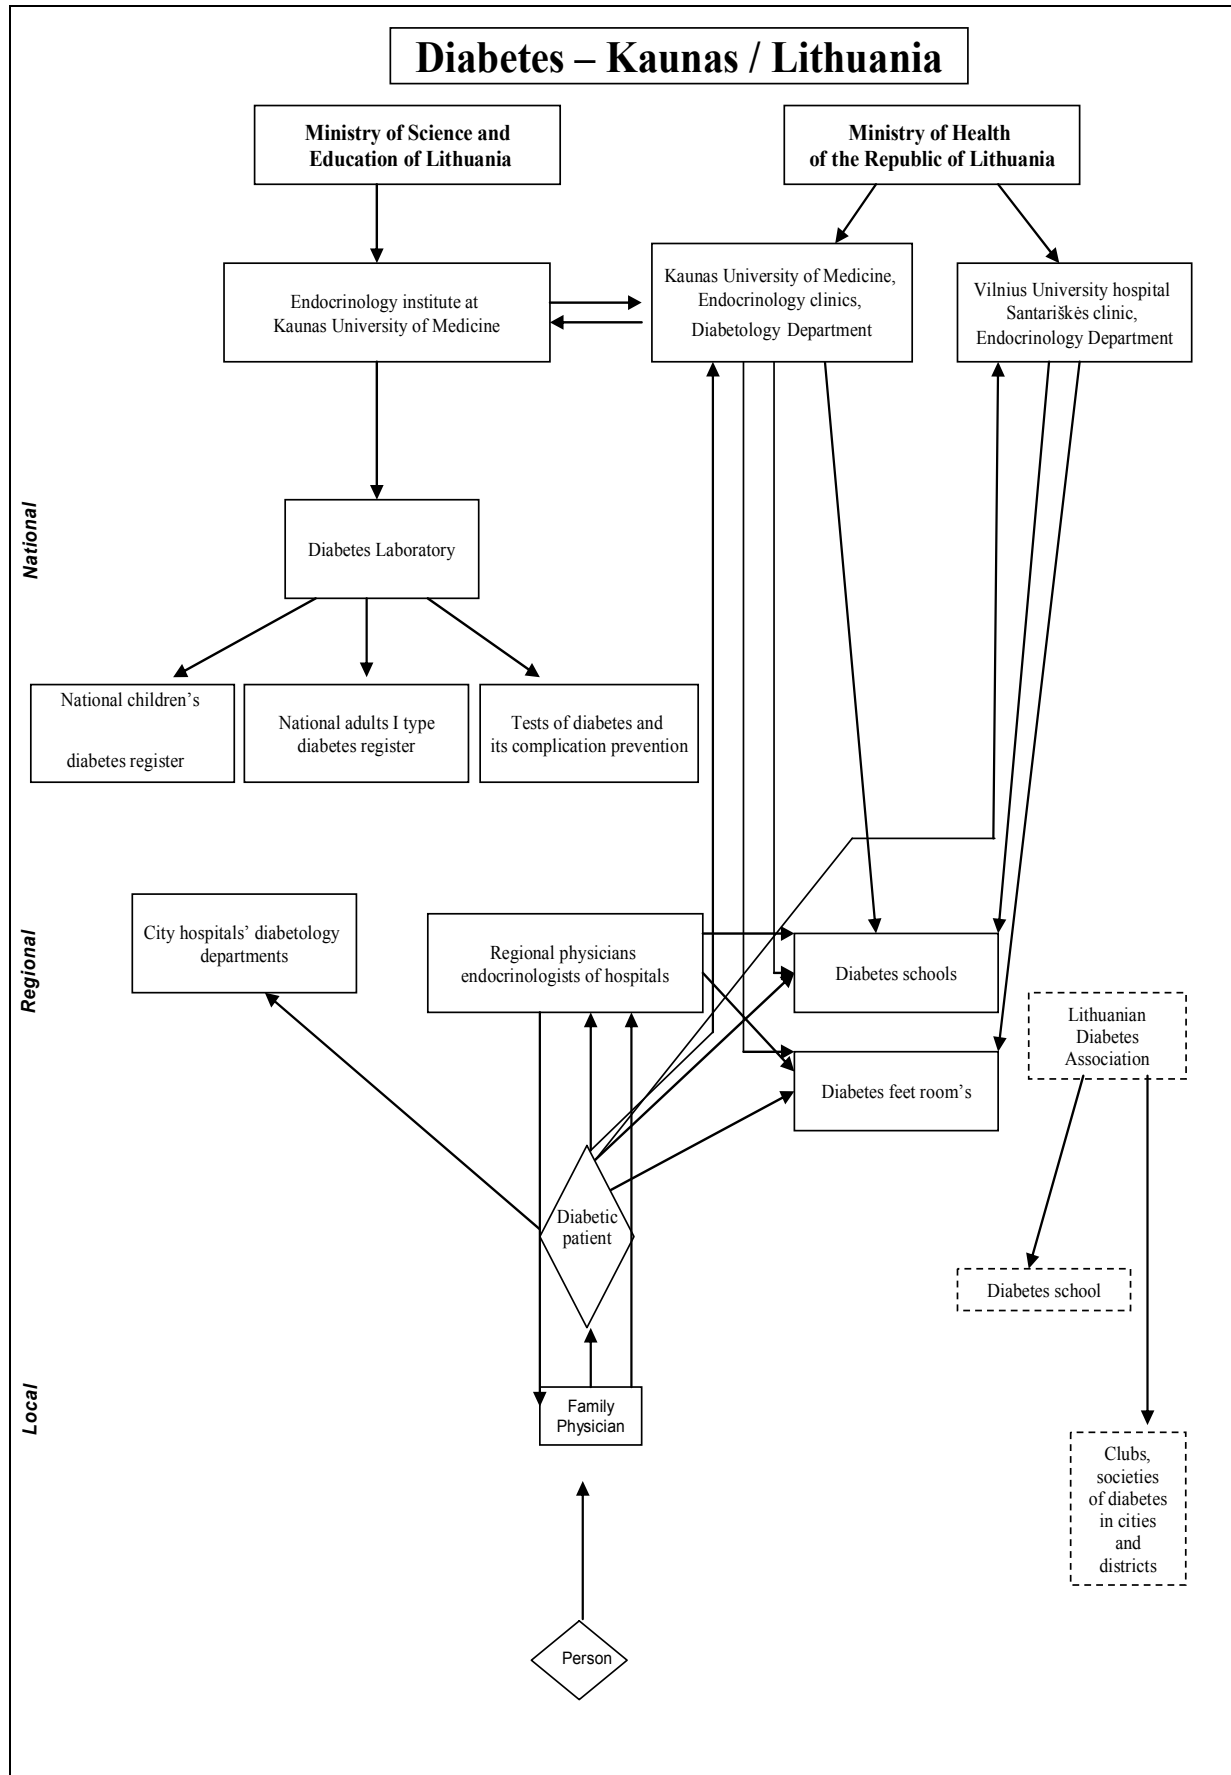 Diabetes – Kaunas / Lithuania
Ministry of Science and
Education of Lithuania
Ministry of Health
of the Republic of Lithuania
Endocrinology institute at
Kaunas University of Medicine
Kaunas University of Medicine,
Endocrinology clinics,
Diabetology Department
Vilnius University hospital
Santariškės clinic,
Endocrinology Department
National
Diabetes Laboratory
National children's
diabetes register
National adults I type
diabetes register
Tests of diabetes and
its complication prevention
Regional
City hospitals' diabetology
departments
Regional physicians
endocrinologists of hospitals
Diabetes schools
Diabetes feet room's
Lithuanian
Diabetes
Association
Diabetic
patient
Diabetes school
Local
Family
Physician
Clubs,
societies
of diabetes
in cities
and
districts
Person